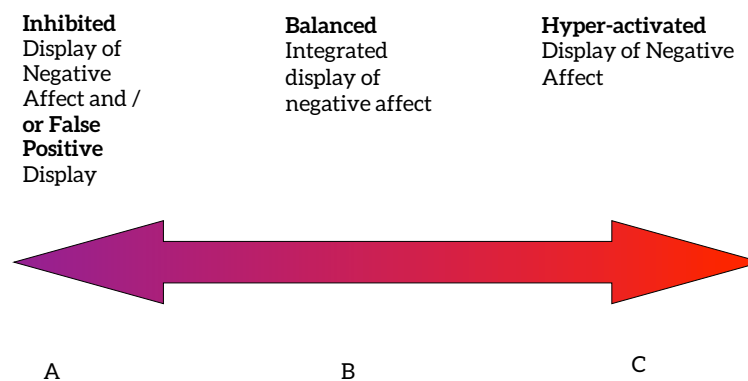 Inhibited
Display of
Negative
Affect and /
or False
Positive
Display
Balanced
Integrated
display of
negative affect
Hyper-activated
Display of Negative
Affect
A
B
C